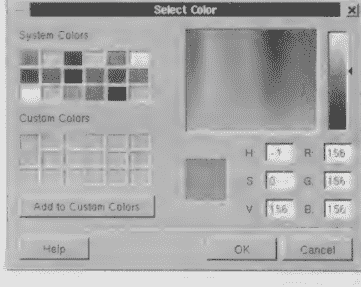 Select Color
System Colors
Custom Colors
H: -1 R: 156
S 0 G: 156
Add to Custom Colors
V: 156 B: 156
Help OK Cancel